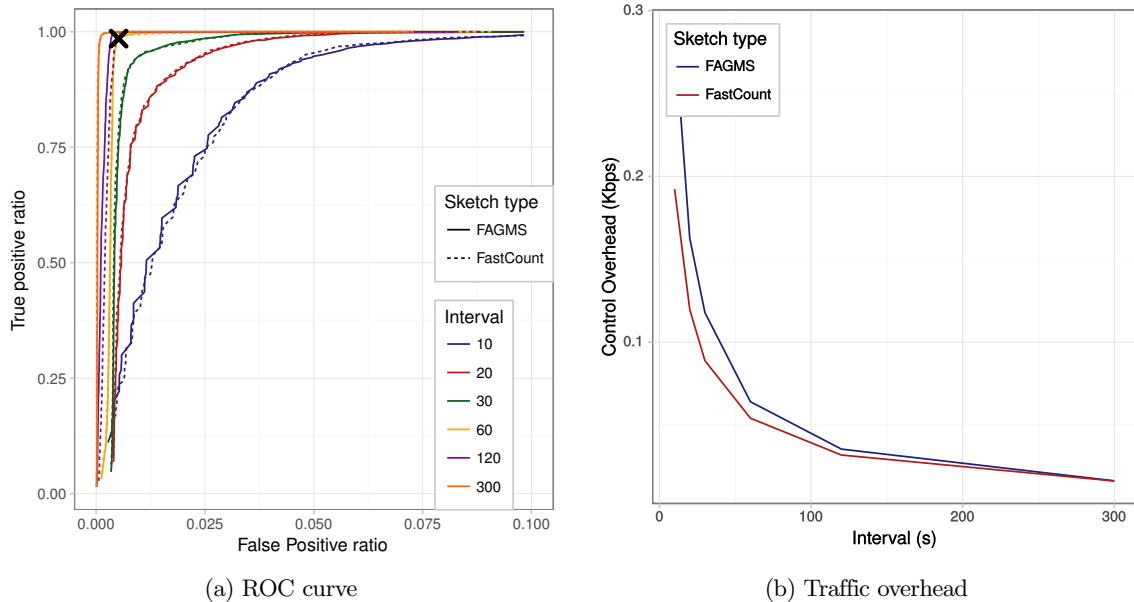 1.00
0.75
0.50
0.25
0.00
True positive ratio
0.000
0.025
0.050
0.075
0.100
False Positive ratio
Sketch type
FAGMS
FastCount
Interval
10
20
30
60
120
300
(a) ROC curve
0.3
0.2
0.1
Control Overhead (Kbps)
Sketch type
FAGMS
FastCount
0
100
200
300
Interval (s)
(b) Traffic overhead